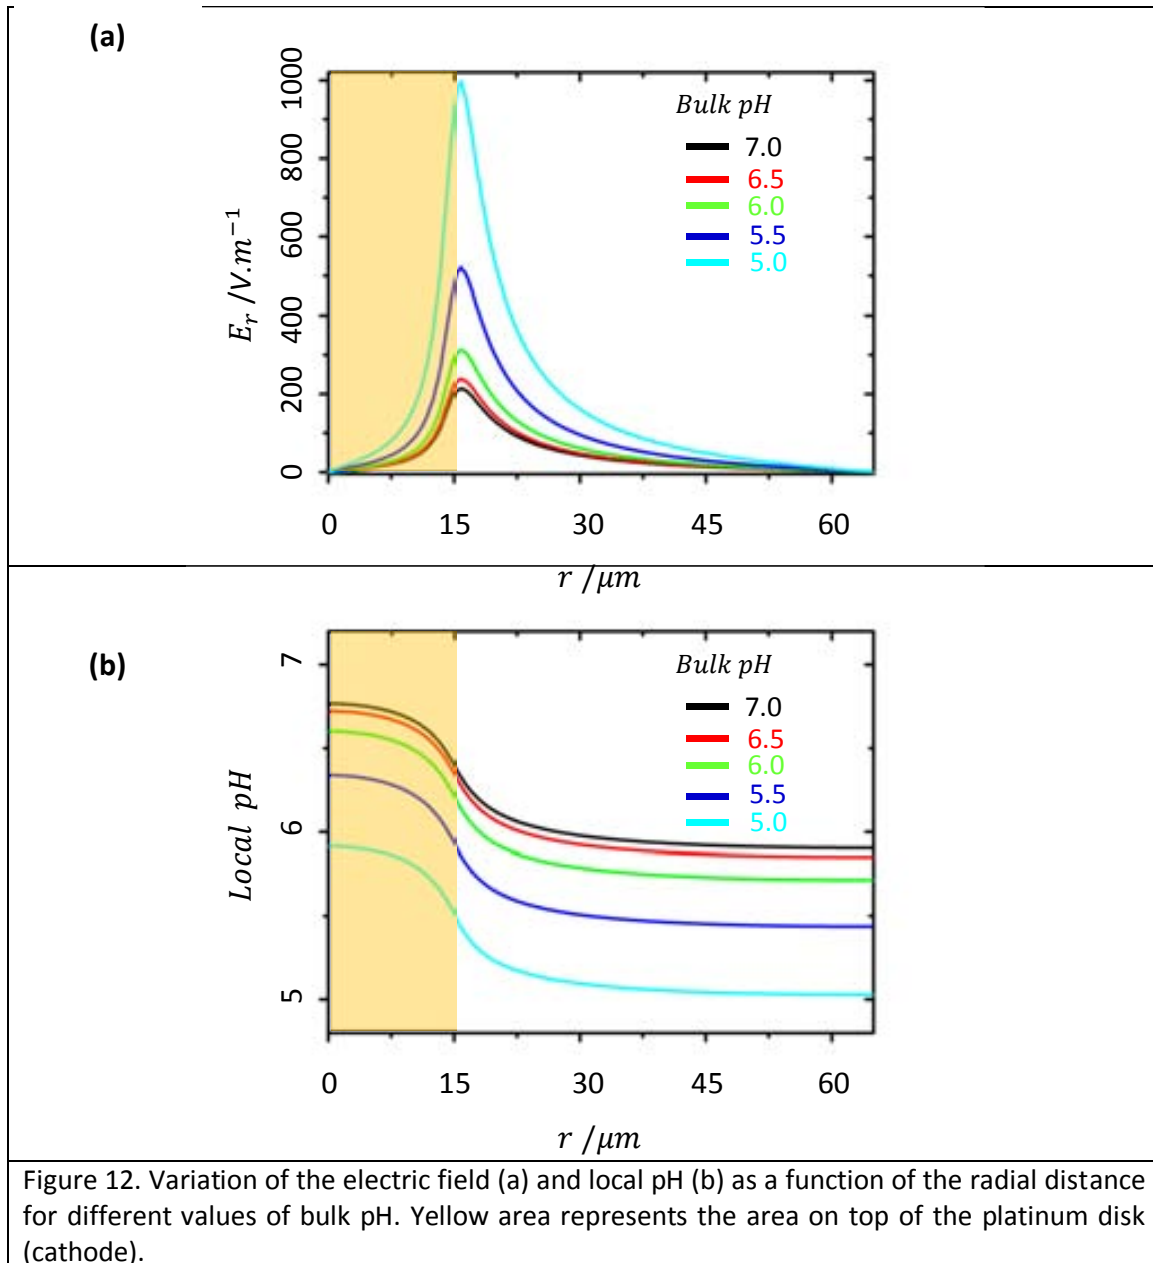 (a)
1000
800
600
400
200
0
E_r /V.m⁻¹
Bulk pH
7.0
6.5
6.0
5.5
5.0
0 15 30 45 60
r /μm
(b)
7
6
5
Local pH
Bulk pH
7.0
6.5
6.0
5.5
5.0
0 15 30 45 60
r /μm
Figure 12. Variation of the electric field (a) and local pH (b) as a function of the radial distance
for different values of bulk pH. Yellow area represents the area on top of the platinum disk
(cathode).